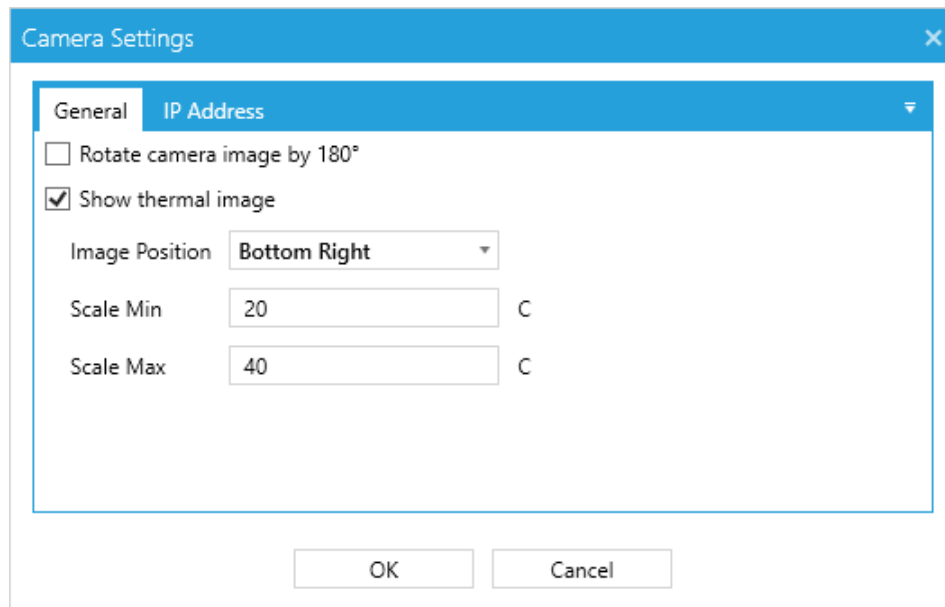 Camera Settings
General IP Address
Rotate camera image by 180°
Show thermal image
Image Position Bottom Right
Scale Min 20 C
Scale Max 40 C
OK Cancel